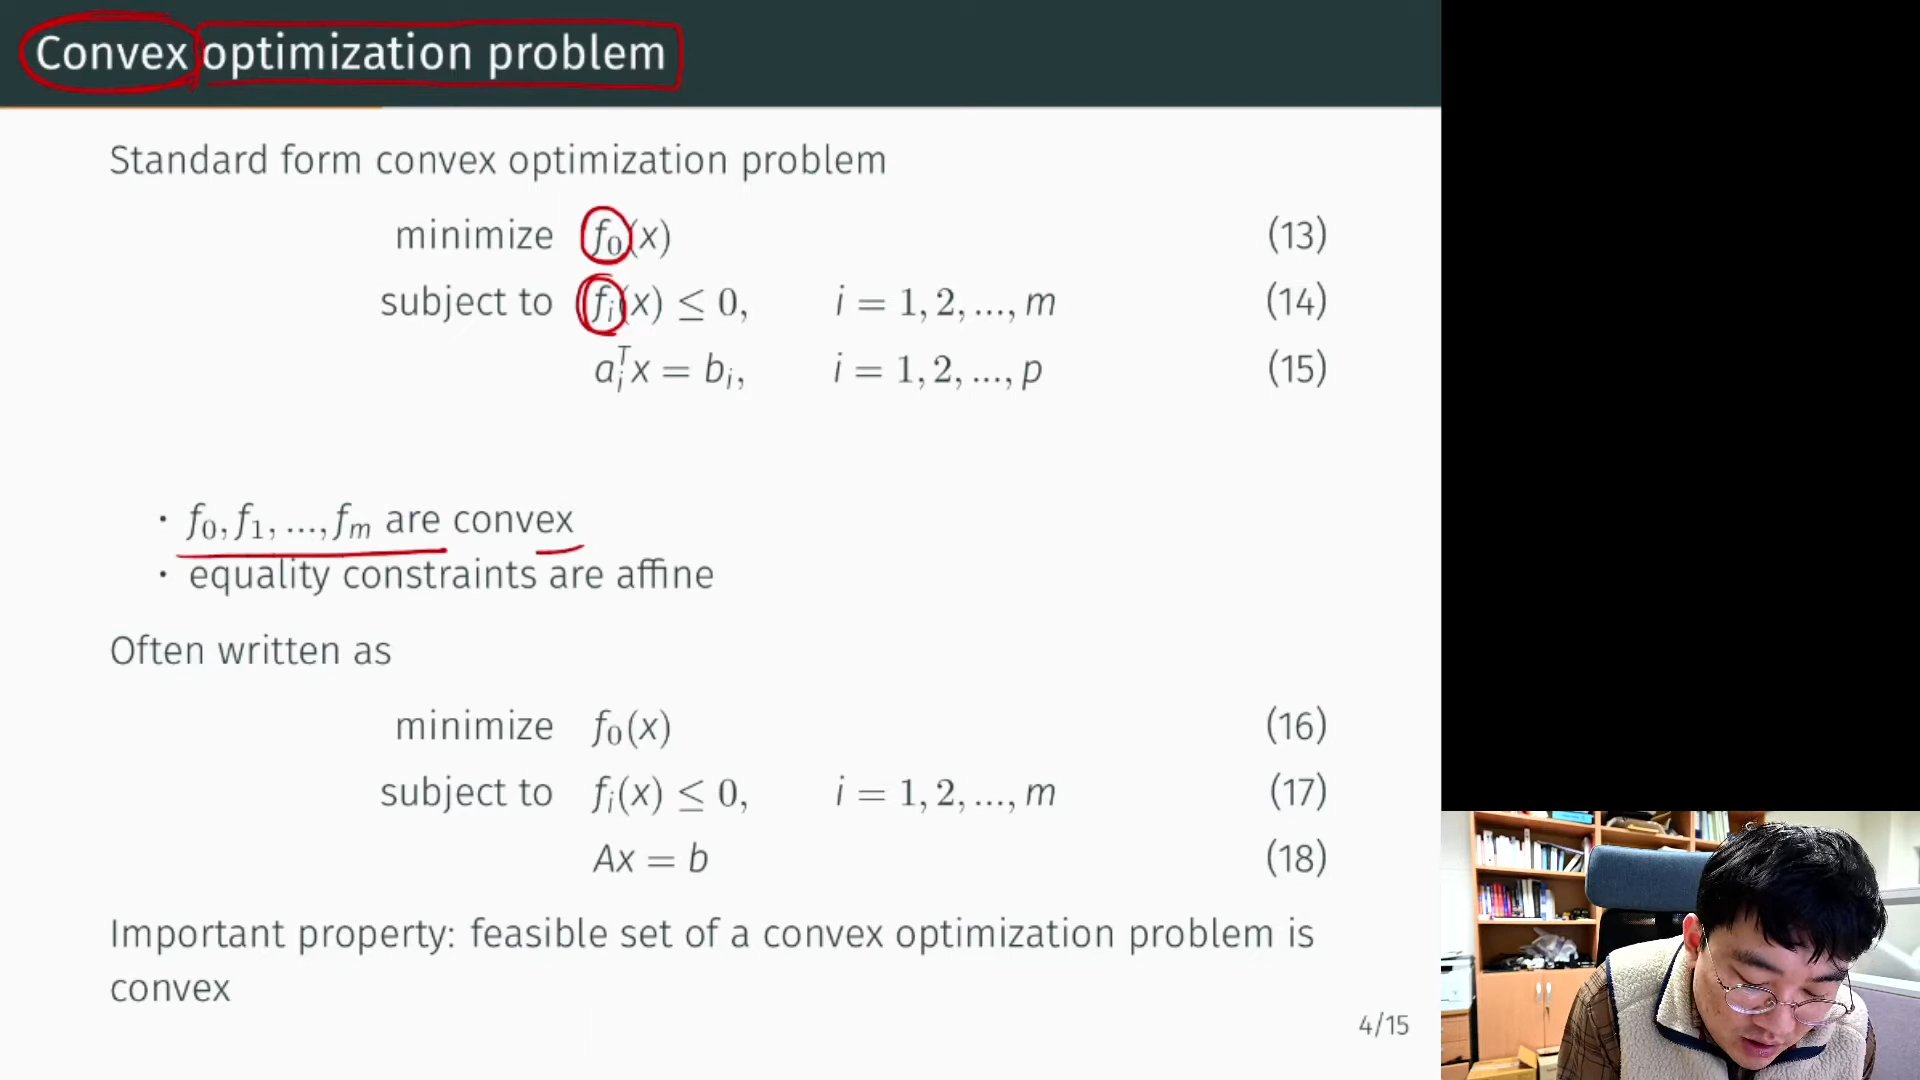 Convex optimization problem
Standard form convex optimization problem
minimize f₀(x) (13)
subject to fᵢ(x) ≤ 0, i = 1, 2, ..., m (14)
aᵢᵀx = bᵢ, i = 1, 2, ..., p (15)
· f₀, f₁, ..., fₘ are convex
· equality constraints are affine
Often written as
minimize f₀(x) (16)
subject to fᵢ(x) ≤ 0, i = 1, 2, ..., m (17)
Ax = b (18)
Important property: feasible set of a convex optimization problem is
convex
4/15